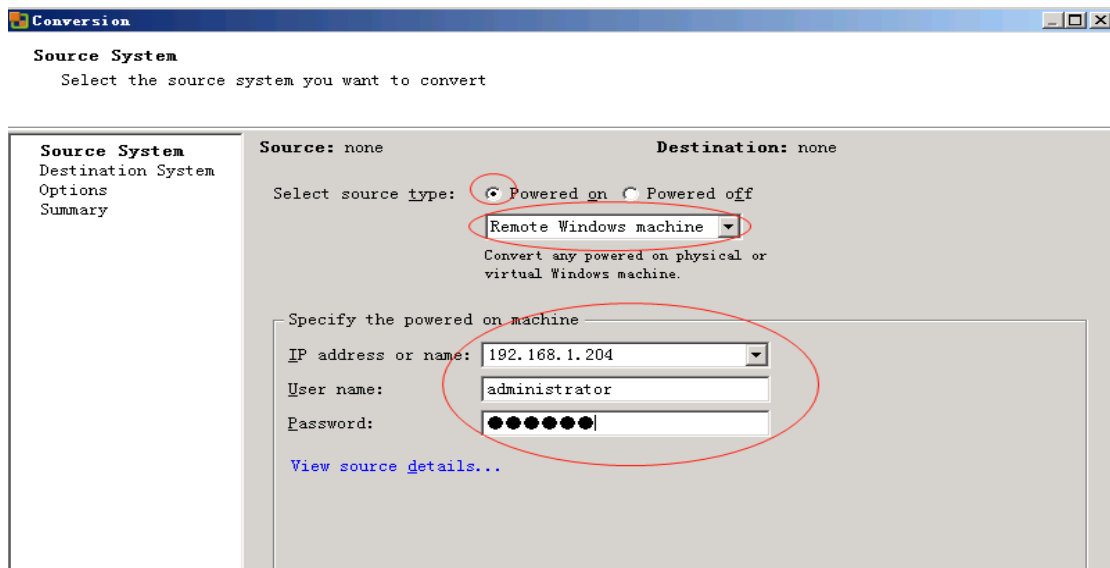 Conversion
Source System
Select the source system you want to convert
Source System
Destination System
Options
Summary
Source: none Destination: none
Select source type: Powered on Powered off
Remote Windows machine
Convert any powered on physical or
virtual Windows machine.
Specify the powered on machine
IP address or name: 192.168.1.204
User name: administrator
Password: ●●●●●●
View source details...